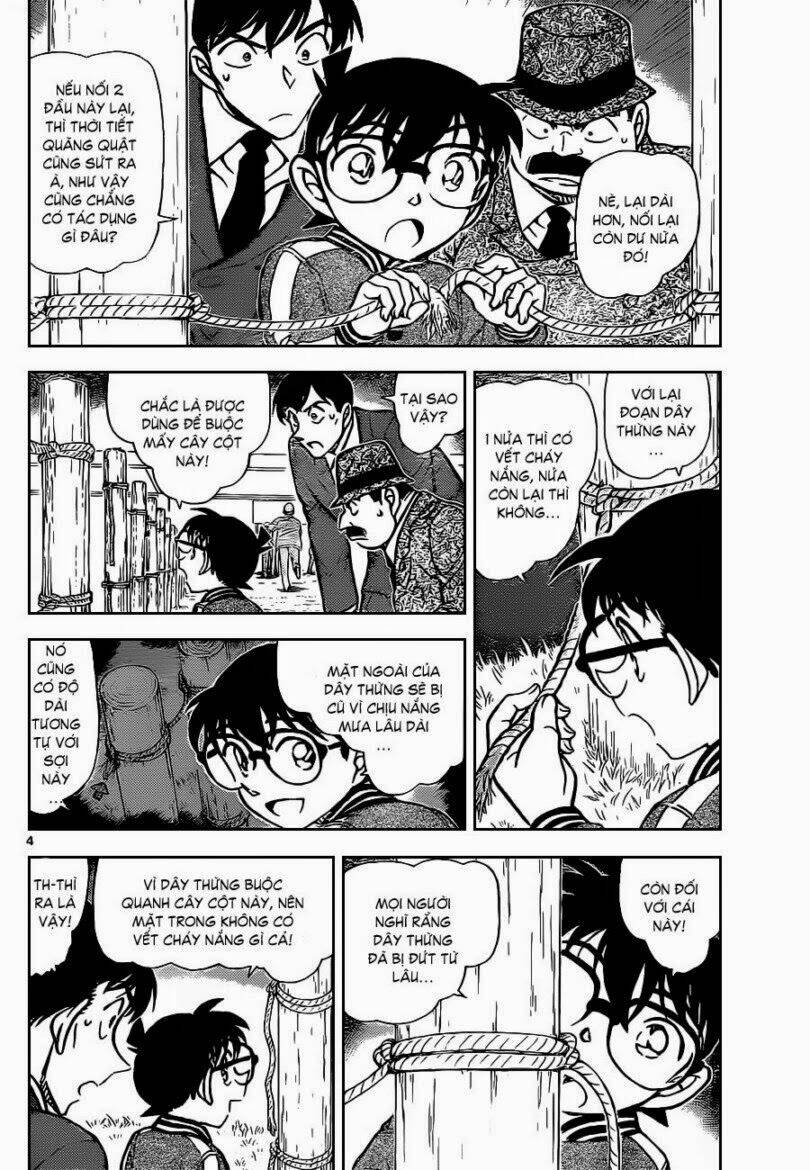 NÈ, LẠI DÀI
HƠN, NỐI LẠI
CÒN DƯ NỮA
ĐÓ!
NẾU NỐI 2
ĐẦU NÀY LẠI,
THÌ THỜI TIẾT
QUĂNG QUẬT
CŨNG SỨT RA
À, NHƯ VẬY
CŨNG CHẲNG
CÓ TÁC DỤNG
GÌ ĐÂU?
VỚI LẠI
ĐOẠN DÂY
THỪNG NÀY
...
1 NỬA THÌ CÓ
VẾT CHÁY
NẮNG, NỬA
CÒN LẠI THÌ
KHÔNG...
TẠI SAO
VẬY?
CHẮC LÀ ĐƯỢC
DÙNG ĐỂ BUỘC
MẤY CÂY CỘT
NÀY!
MẶT NGOÀI CỦA
DÂY THỪNG SẼ BỊ
CŨ VÌ CHỊU NẮNG
MƯA LÂU DÀI
...
NÓ
CŨNG
CÓ ĐỘ
DÀI
TƯƠNG
TỰ VỚI
SỢI
NÀY
...
4
CÒN ĐỐI
VỚI CÁI
NÀY!
MỌI NGƯỜI
NGHĨ RẰNG
DÂY THỪNG
ĐÃ BỊ ĐỨT TỪ
LÂU...
VÌ DÂY THỪNG BUỘC
QUANH CÂY CỘT NÀY, NÊN
MẶT TRONG KHÔNG CÓ
VẾT CHÁY NẮNG GÌ CẢ!
TH-THÌ
RA LÀ
VẬY!